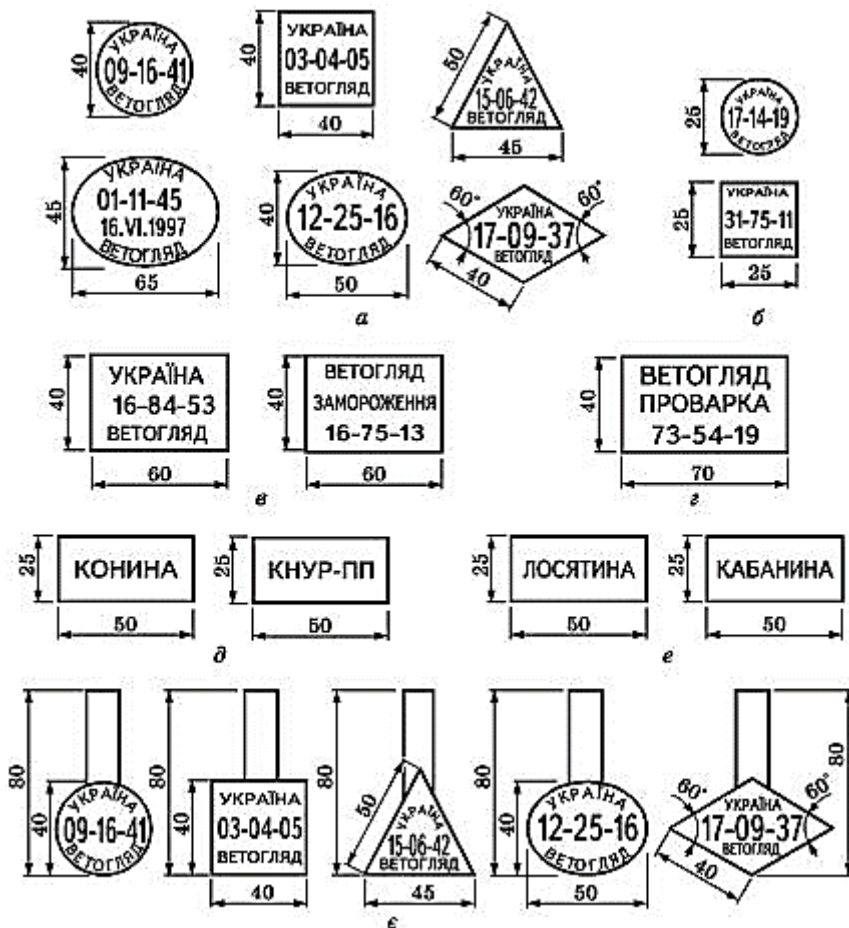 40
УКРАЇНА
09-16-41
ВЕТОГЛЯД
40
УКРАЇНА
03-04-05
ВЕТОГЛЯД
40
50
УКРАЇНА
15-06-42
ВЕТОГЛЯД
45
25
УКРАЇНА
17-14-19
ВЕТОГЛЯД
45
УКРАЇНА
01-11-45
16.VI.1997
ВЕТОГЛЯД
65
40
УКРАЇНА
12-25-16
ВЕТОГЛЯД
50
60° 60°
УКРАЇНА
17-09-37
ВЕТОГЛЯД
40
25
УКРАЇНА
31-75-11
ВЕТОГЛЯД
25
а б
40
УКРАЇНА
16-84-53
ВЕТОГЛЯД
60
40
ВЕТОГЛЯД
ЗАМОРОЖЕННЯ
16-75-13
60
40
ВЕТОГЛЯД
ПРОВАРКА
73-54-19
70
в г
25
КОНИНА
50
25
КНУР-ПП
50
25
ЛОСЯТИНА
50
25
КАБАНИНА
50
д е
80
40
УКРАЇНА
09-16-41
ВЕТОГЛЯД
80
40
УКРАЇНА
03-04-05
ВЕТОГЛЯД
40
80
50
УКРАЇНА
15-06-42
ВЕТОГЛЯД
45
80
40
УКРАЇНА
12-25-16
ВЕТОГЛЯД
50
80
60° 60°
УКРАЇНА
17-09-37
ВЕТОГЛЯД
40
є